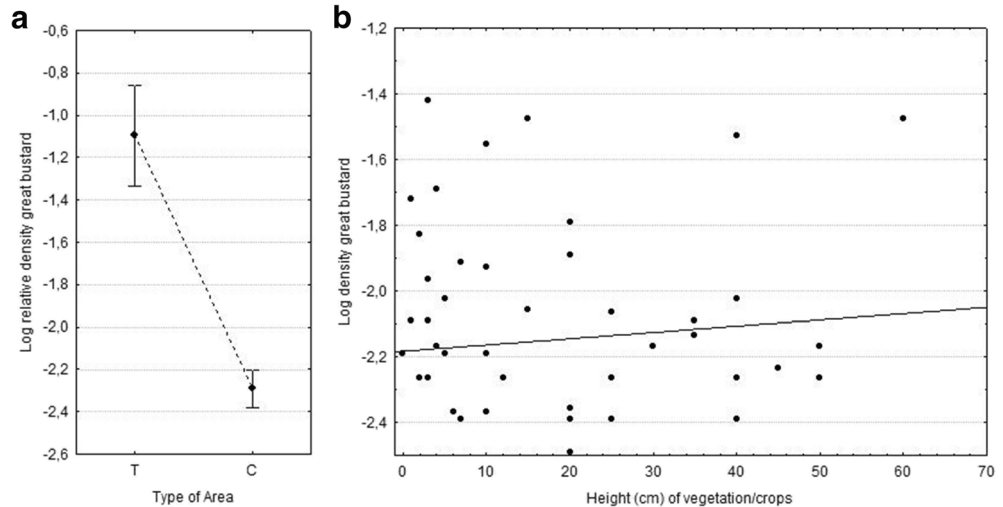 a
-0,6
-0,8
-1,0
-1,2
-1,4
-1,6
-1,8
-2,0
-2,2
-2,4
-2,6
Log relative density great bustard
T C
Type of Area
b
-1,2
-1,4
-1,6
-1,8
-2,0
-2,2
-2,4
Log density great bustard
0 10 20 30 40 50 60 70
Height (cm) of vegetation/crops